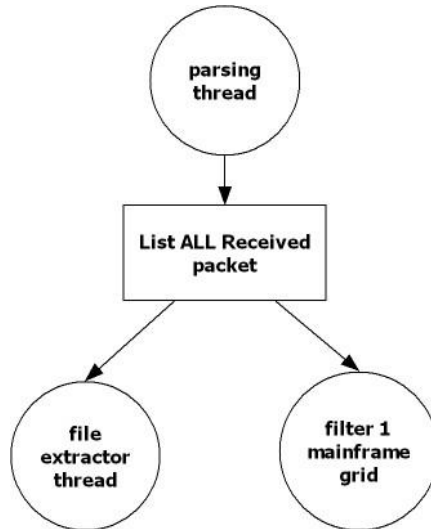 parsing
thread
List ALL Received
packet
file
extractor
thread
filter 1
mainframe
grid